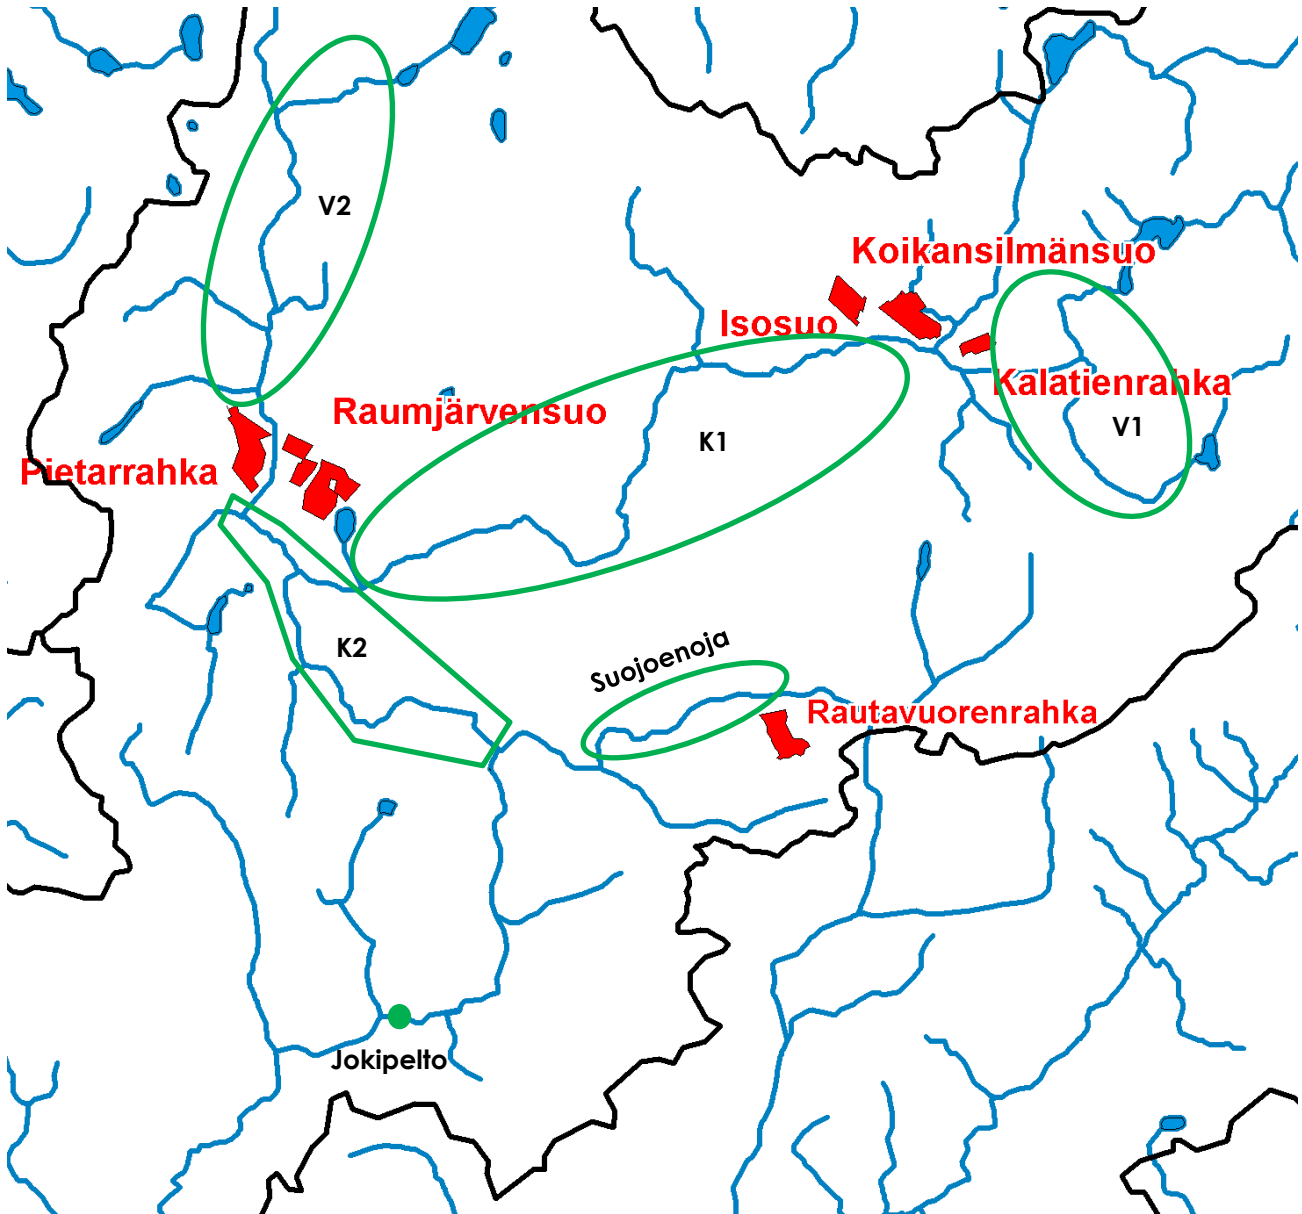 V2
Koikansilmänsuo
Isosuo
Kalatienrahka
Raumjärvensuo
V1
K1
Pietarrahka
K2
Suojoenoja
Rautavuorenrahka
Jokipelto